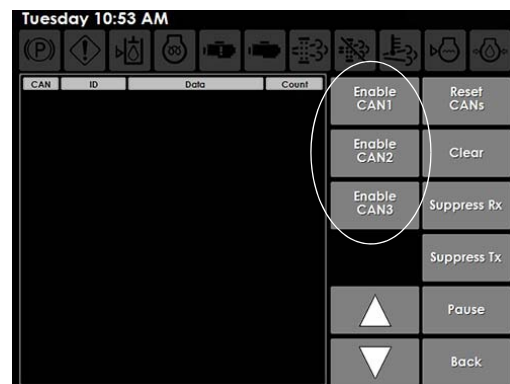 Tuesday 10:53 AM
(P)
CAN ID Data Count
Enable
CAN1
Reset
CANs
Enable
CAN2
Clear
Enable
CAN3
Suppress Rx
Suppress Tx
Pause
Back